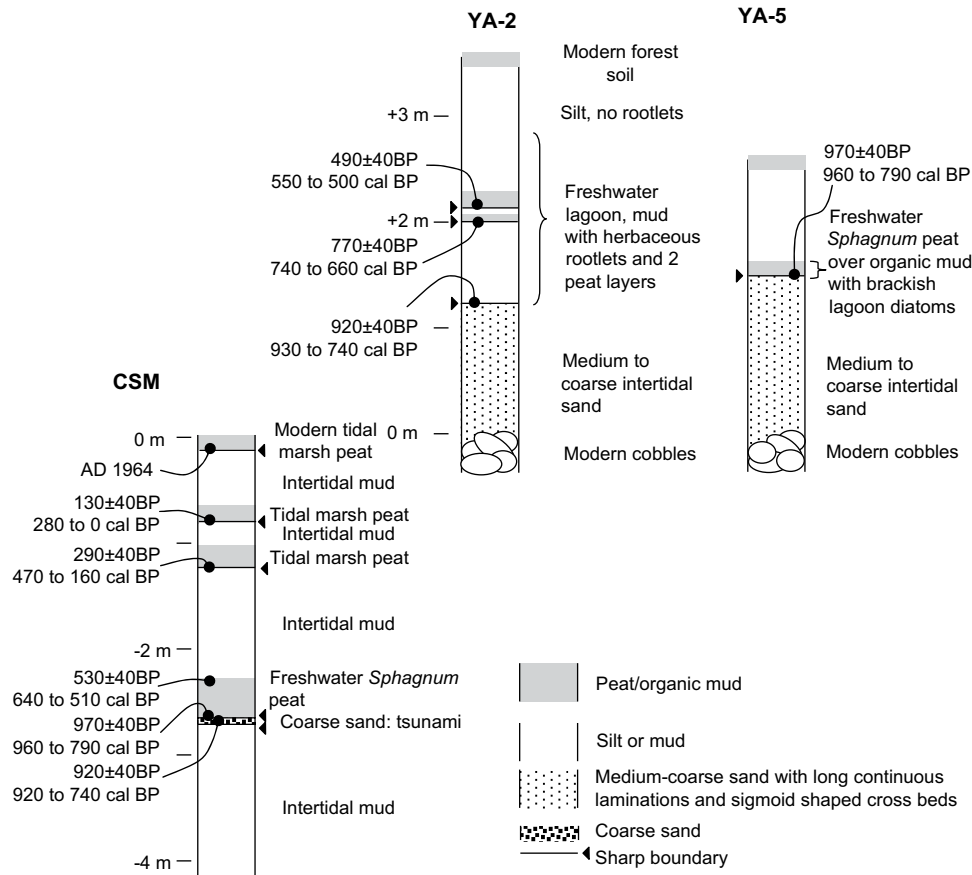 YA-2
YA-5
Modern forest
soil
+3 m
Silt, no rootlets
490±40BP
550 to 500 cal BP
+2 m
770±40BP
740 to 660 cal BP
920±40BP
930 to 740 cal BP
Freshwater
lagoon, mud
with herbaceous
rootlets and 2
peat layers
Medium to
coarse intertidal
sand
0 m
Modern cobbles
970±40BP
960 to 790 cal BP
Freshwater
Sphagnum peat
over organic mud
with brackish
lagoon diatoms
Medium to
coarse intertidal
sand
Modern cobbles
CSM
0 m
AD 1964
130±40BP
280 to 0 cal BP
290±40BP
470 to 160 cal BP
-2 m
530±40BP
640 to 510 cal BP
970±40BP
960 to 790 cal BP
920±40BP
920 to 740 cal BP
-4 m
Modern tidal
marsh peat
Intertidal mud
Tidal marsh peat
Intertidal mud
Tidal marsh peat
Intertidal mud
Freshwater Sphagnum
peat
Coarse sand: tsunami
Intertidal mud
Peat/organic mud
Silt or mud
Medium-coarse sand with long continuous
laminations and sigmoid shaped cross beds
Coarse sand
Sharp boundary